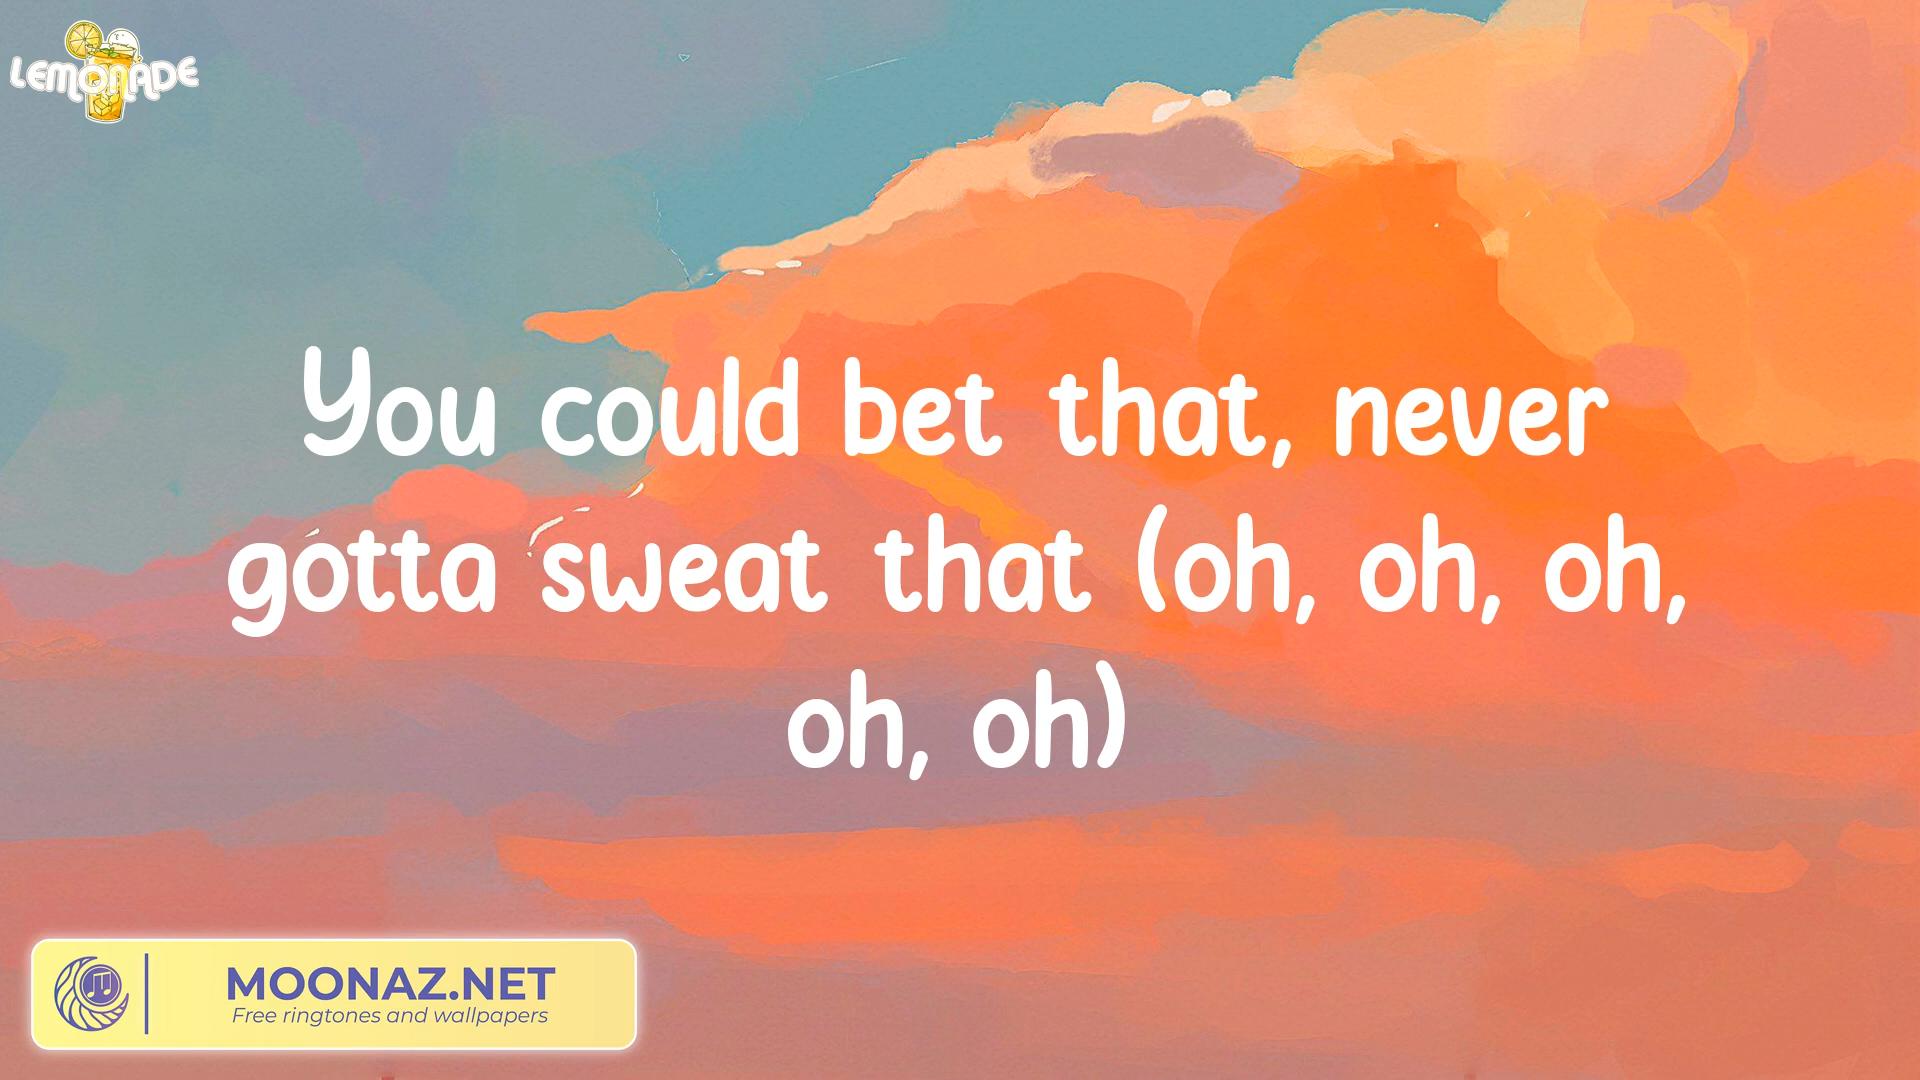 LEMONADE
You could bet that, never
gotta sweat that (oh, oh, oh,
oh, oh)
MOONAZ.NET
Free ringtones and wallpapers